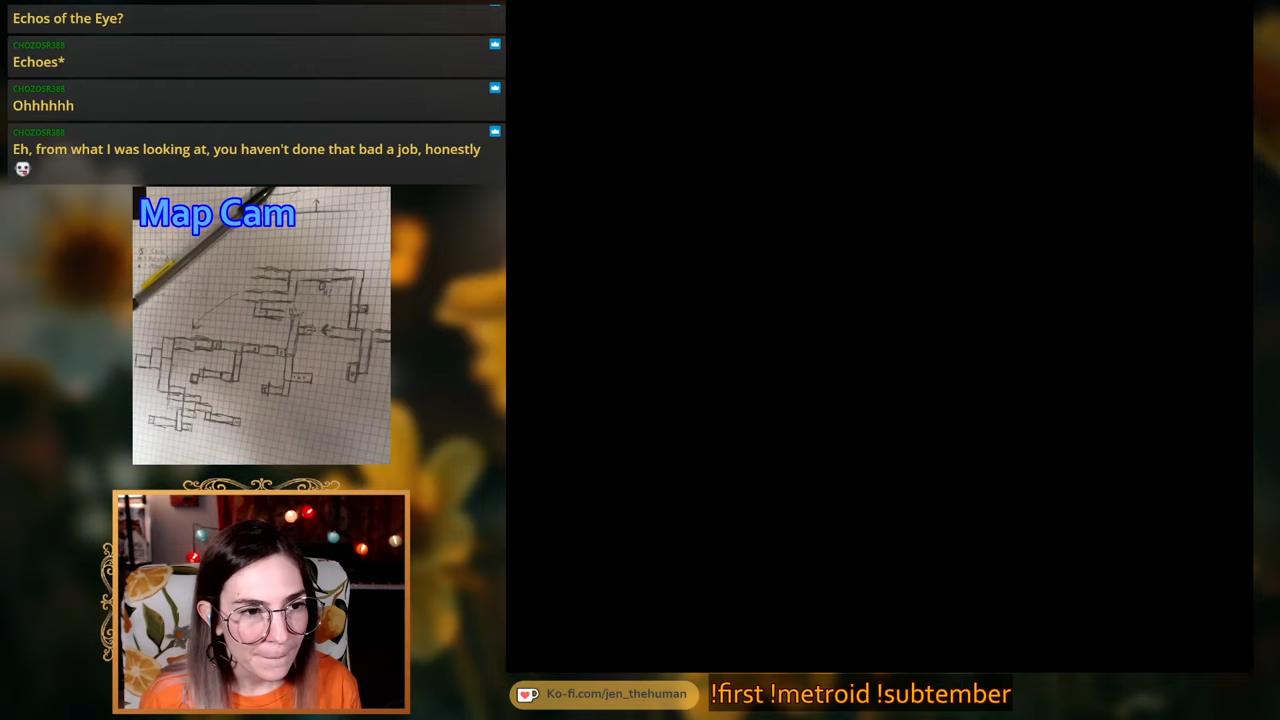 Echos of the Eye?
CHOZOSR388
Echoes*
CHOZOSR388
Ohhhhhh
CHOZOSR388
Eh, from what I was looking at, you haven't done that bad a job, honestly
Map Cam
Ko-fi.com/jen_thehuman
!first !metroid !subtember